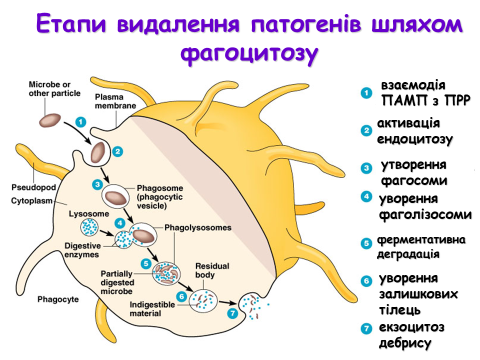 Етапи видалення патогенів шляхом
фагоцитозу
Microbe or
other particle
Plasma
membrane
1
2
3
Pseudopod
Cytoplasm
Phagosome
(phagocytic
vesicle)
Lysosome
4
Phagolysosomes
Digestive
enzymes
5
Partially
digested
microbe
Residual
body
6
Phagocyte
Indigestible
material
7
1 взаємодія
ПАМП з ПРР
2 активація
ендоцитозу
3 утворення
фагосоми
4 уворення
фаголізосоми
5 ферментативна
деградація
6 уворення
залишкових
тілець
7 екзоцитоз
дебрису